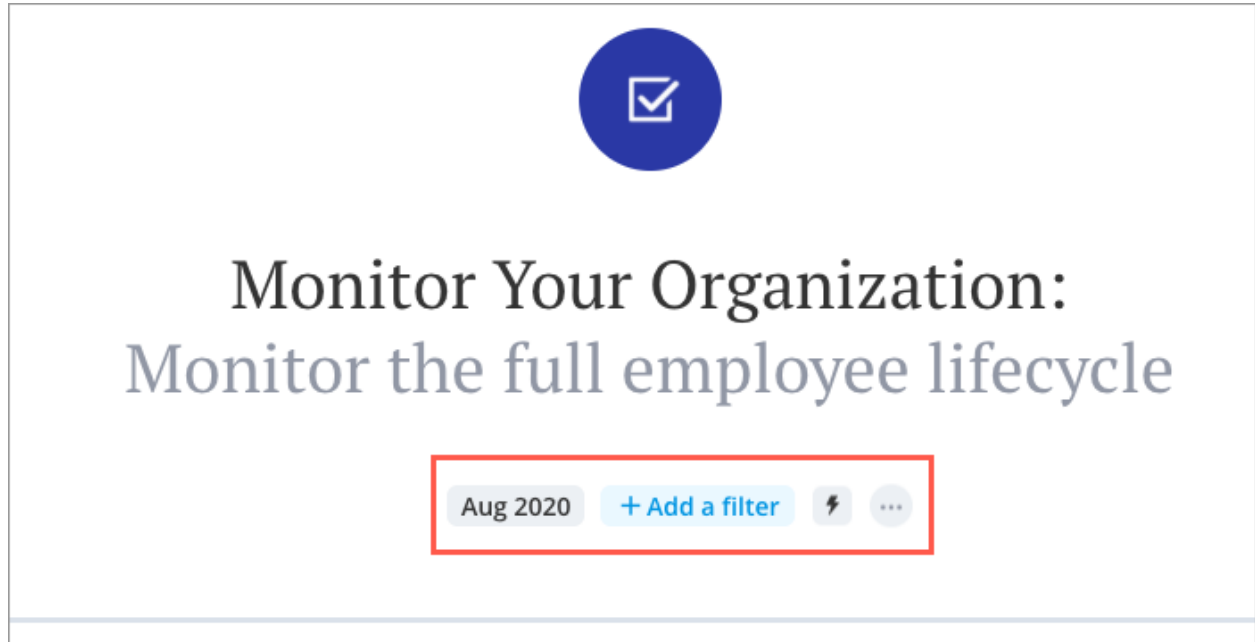 Monitor Your Organization:
Monitor the full employee lifecycle
Aug 2020 + Add a filter